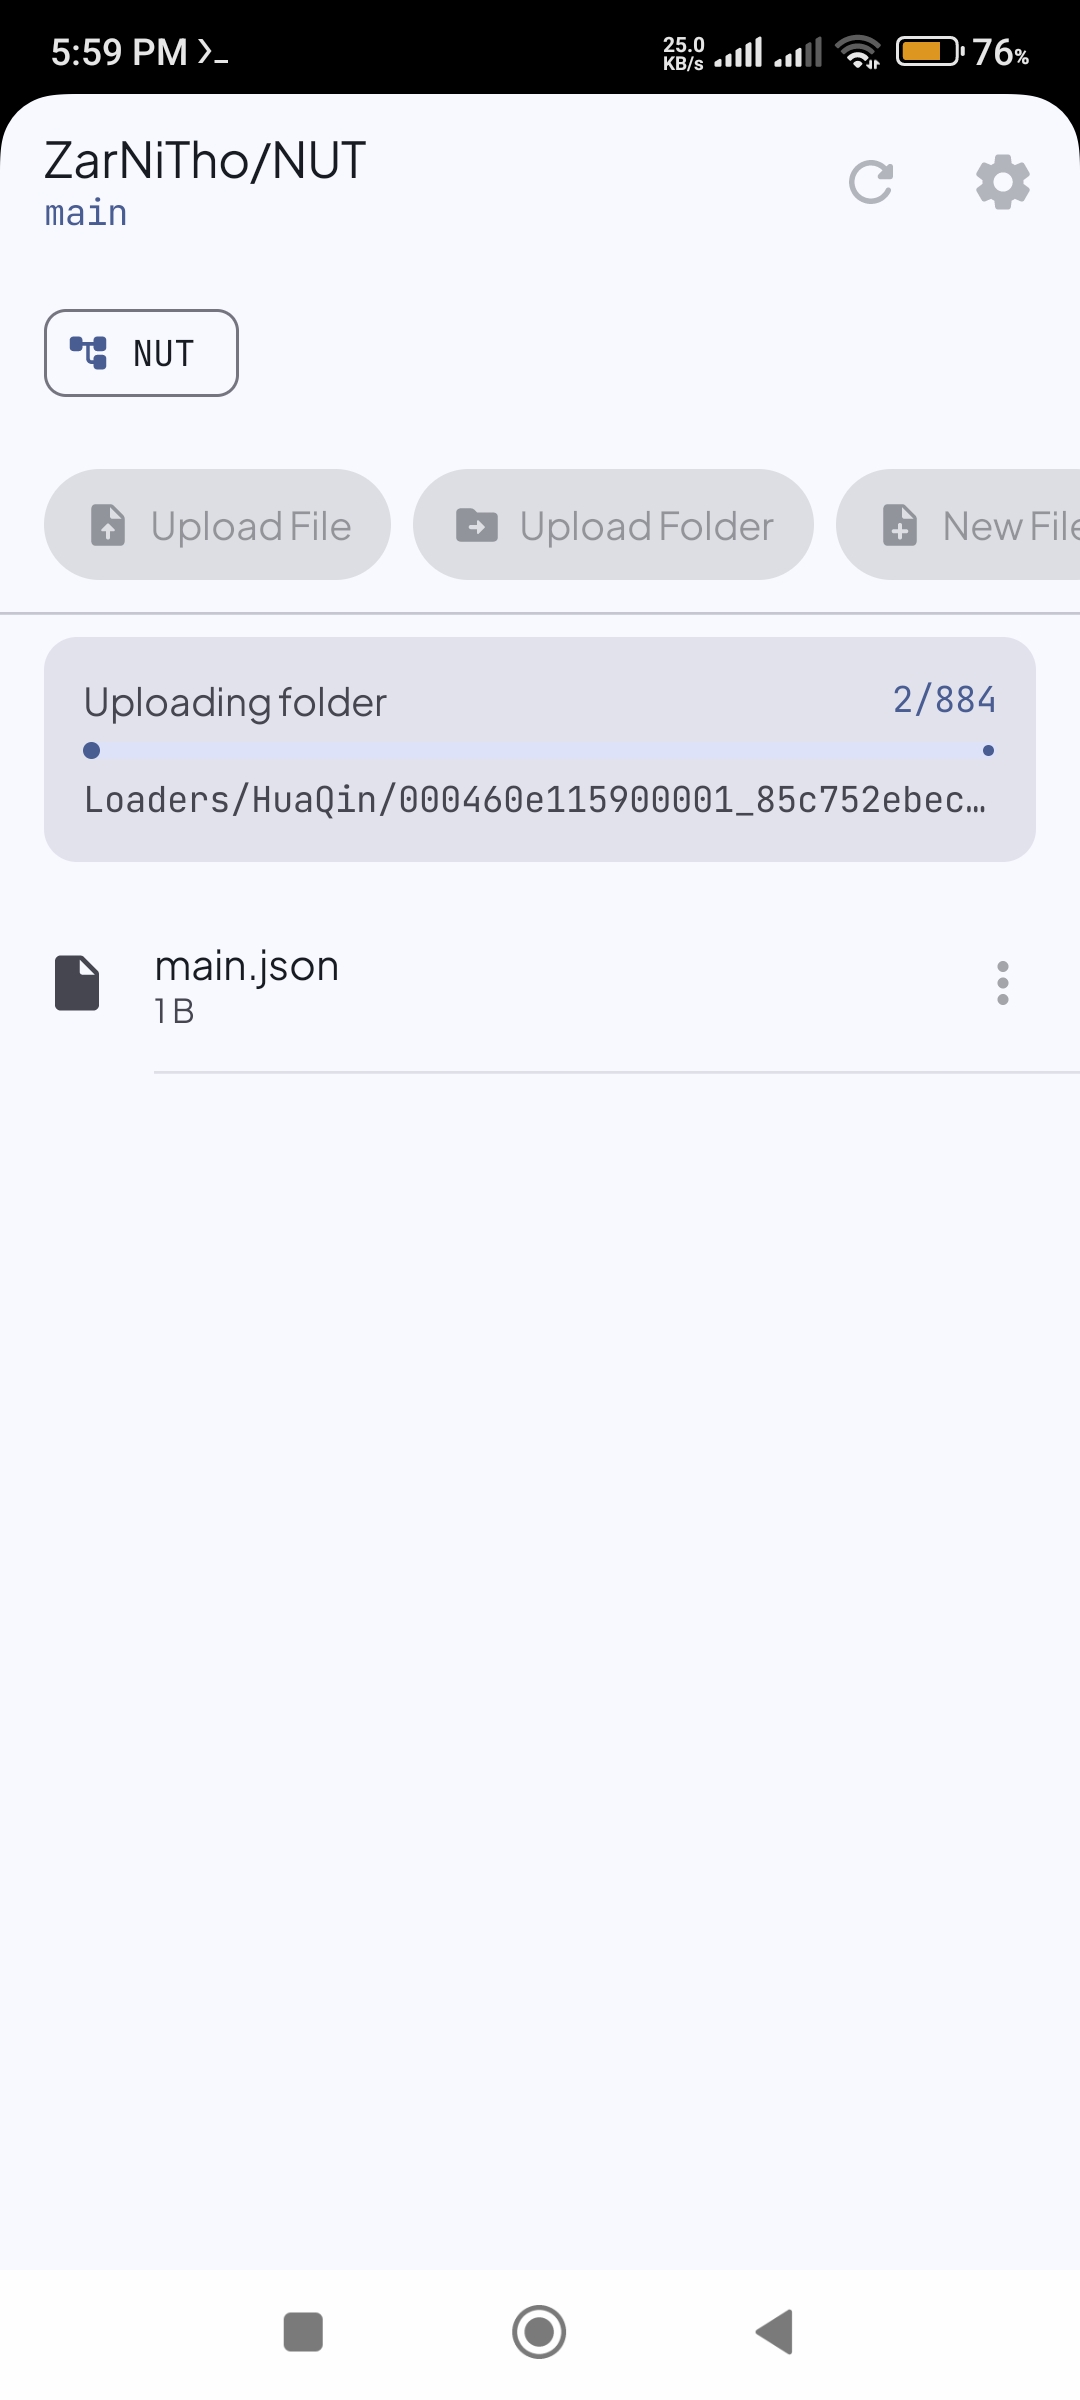 5:59 PM
25.0
KB/s
76%
ZarNiTho/NUT
main
NUT
Upload File
Upload Folder
New File
Uploading folder
2/884
Loaders/HuaQin/000460e115900001_85c752ebec…
main.json
1 B